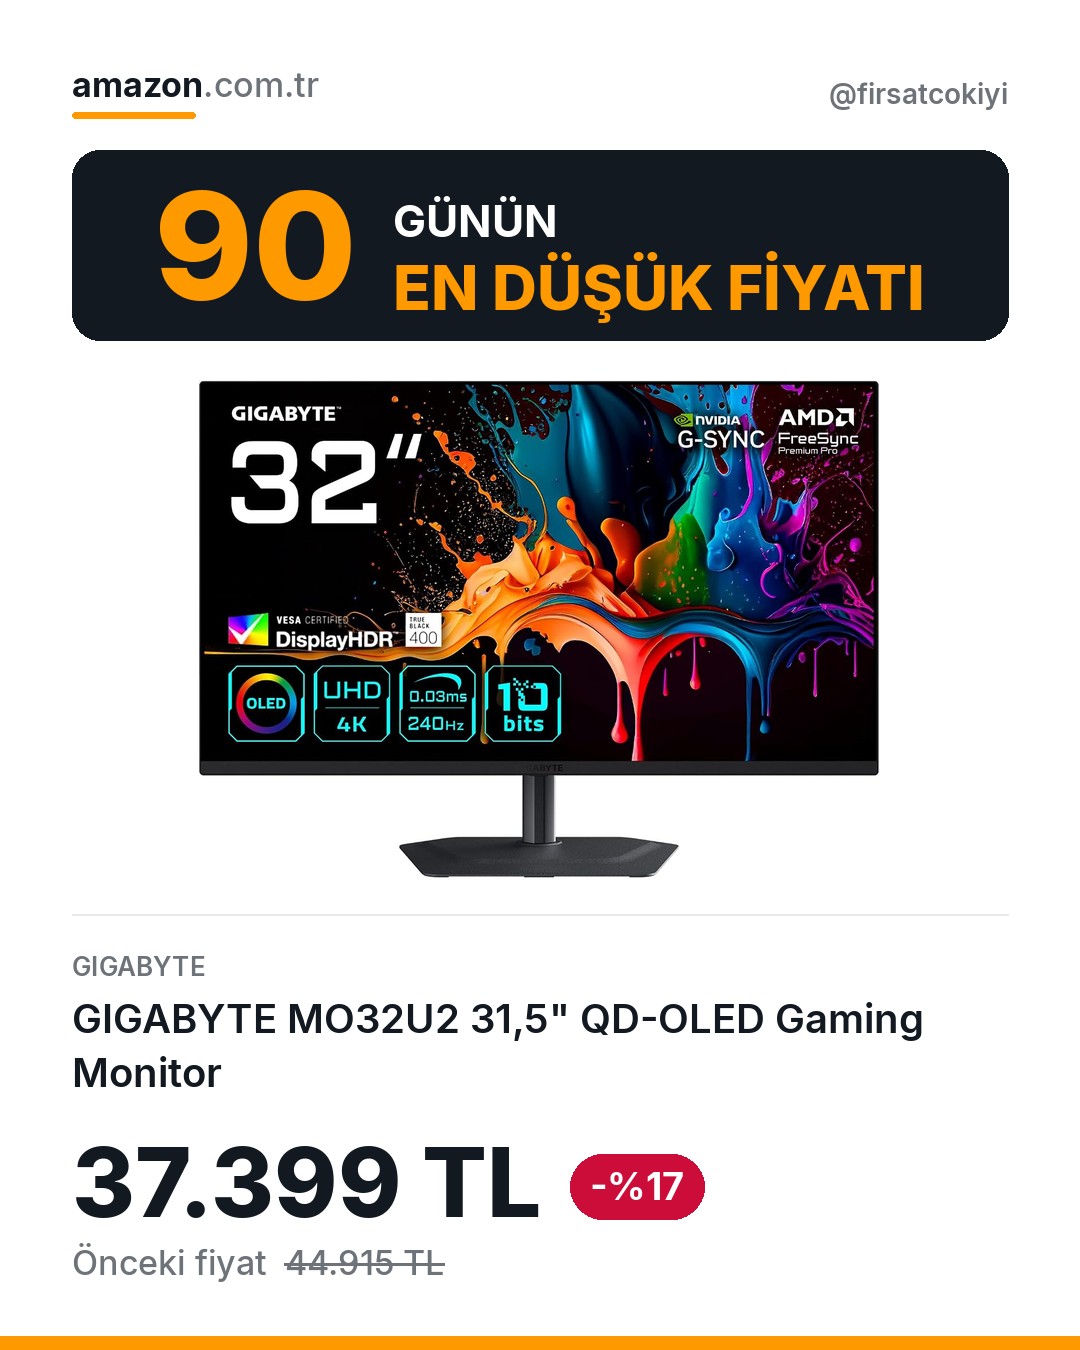 amazon.com.tr
@firsatcokiyi
90 GÜNÜN
EN DÜŞÜK FİYATI
GIGABYTE™
32"
NVIDIA
G-SYNC
AMD
FreeSync
Premium Pro
VESA CERTIFIED
DisplayHDR™
TRUE
BLACK
400
OLED
UHD
4K
0.03ms
240Hz
10
bits
GIGABYTE
GIGABYTE MO32U2 31,5" QD-OLED Gaming
Monitor
37.399 TL
-%17
Önceki fiyat 44.915 TL